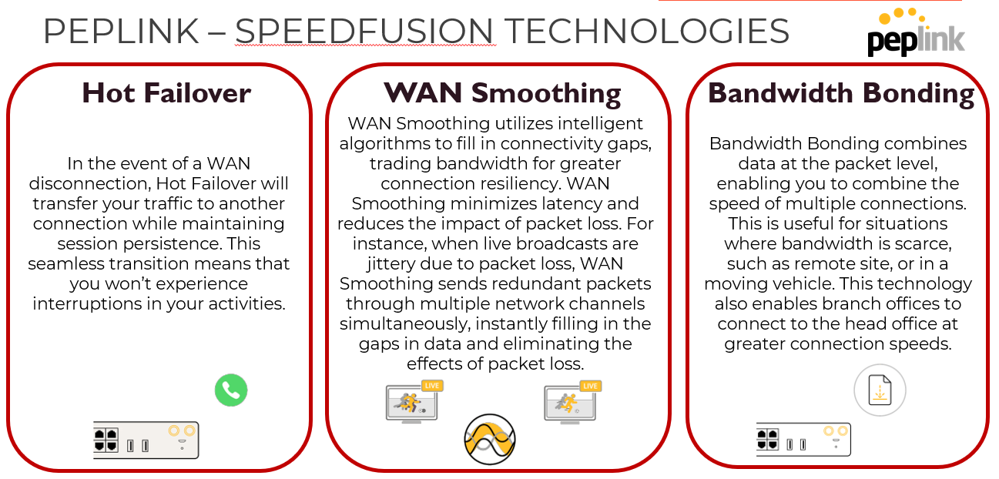 PEPLINK – SPEEDFUSION TECHNOLOGIES
peplink
Hot Failover
In the event of a WAN
disconnection, Hot Failover will
transfer your traffic to another
connection while maintaining
session persistence. This
seamless transition means that
you won’t experience
interruptions in your activities.
WAN Smoothing
WAN Smoothing utilizes intelligent
algorithms to fill in connectivity gaps,
trading bandwidth for greater
connection resiliency. WAN
Smoothing minimizes latency and
reduces the impact of packet loss. For
instance, when live broadcasts are
jittery due to packet loss, WAN
Smoothing sends redundant packets
through multiple network channels
simultaneously, instantly filling in the
gaps in data and eliminating the
effects of packet loss.
LIVE
LIVE
Bandwidth Bonding
Bandwidth Bonding combines
data at the packet level,
enabling you to combine the
speed of multiple connections.
This is useful for situations
where bandwidth is scarce,
such as remote site, or in a
moving vehicle. This technology
also enables branch offices to
connect to the head office at
greater connection speeds.